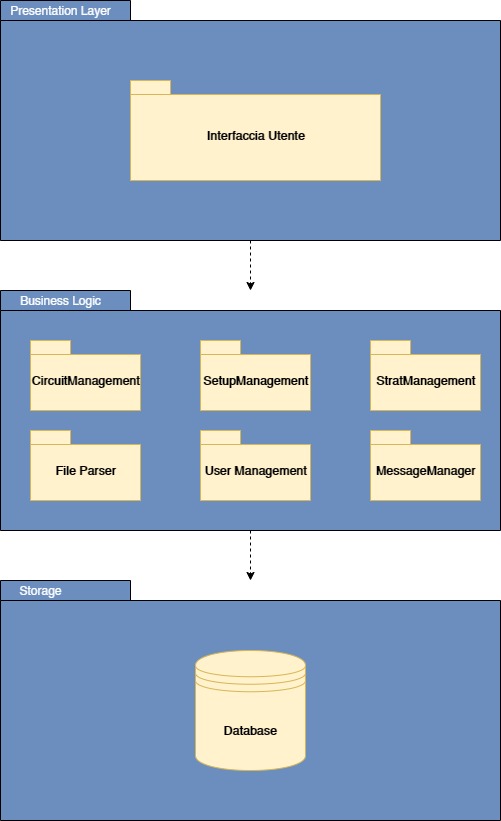 Presentation Layer
Interfaccia Utente
Business Logic
CircuitManagement
SetupManagement
StratManagement
File Parser
User Management
MessageManager
Storage
Database